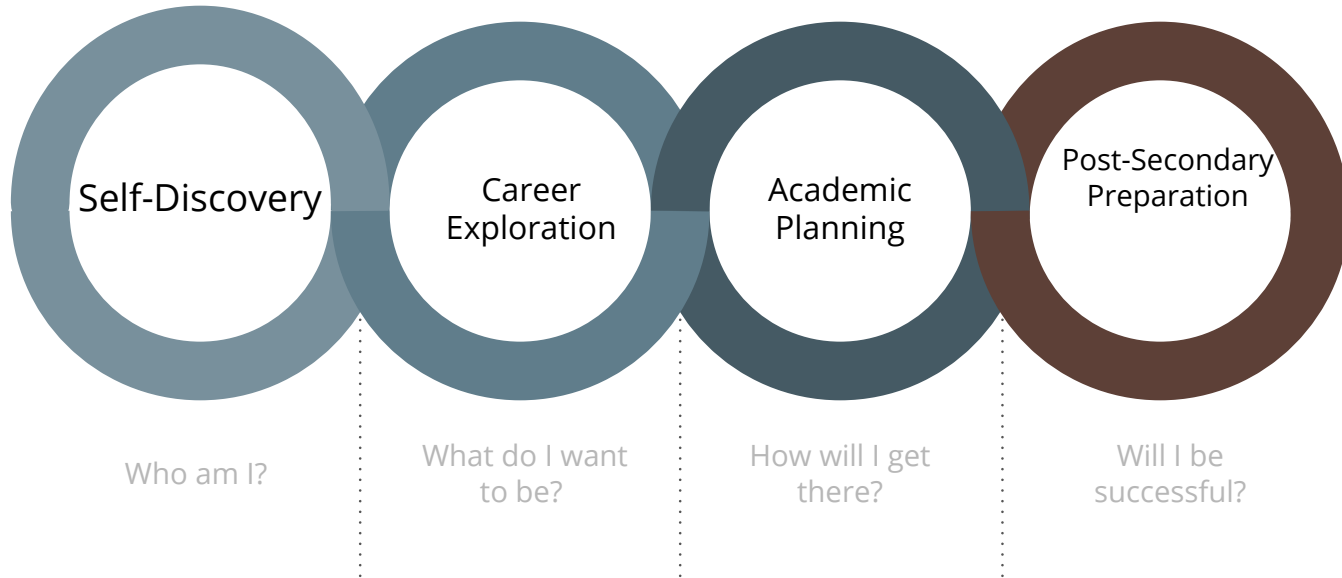 Self-Discovery
Career
Exploration
Academic
Planning
Post-Secondary
Preparation
Who am I?
What do I want
to be?
How will I get
there?
Will I be
successful?